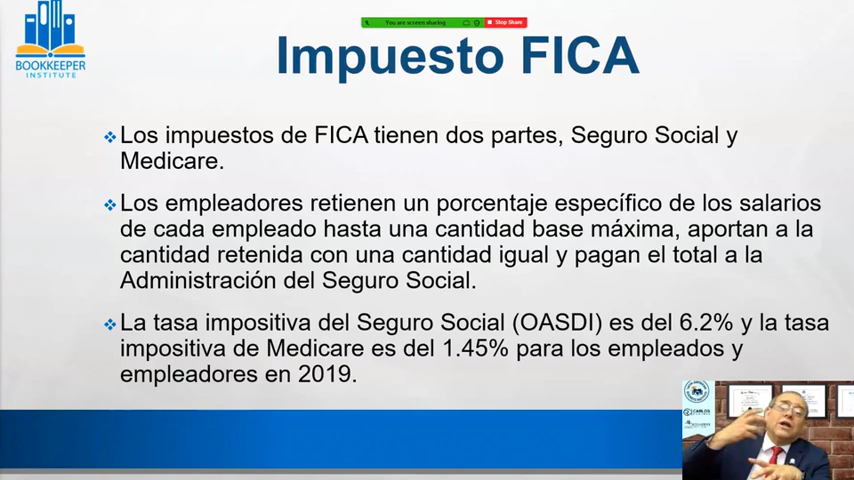 You are screen sharing
Stop Share
BOOKKEEPER
INSTITUTE
Impuesto FICA
Los impuestos de FICA tienen dos partes, Seguro Social y
Medicare.
Los empleadores retienen un porcentaje específico de los salarios
de cada empleado hasta una cantidad base máxima, aportan a la
cantidad retenida con una cantidad igual y pagan el total a la
Administración del Seguro Social.
La tasa impositiva del Seguro Social (OASDI) es del 6.2% y la tasa
impositiva de Medicare es del 1.45% para los empleados y
empleadores en 2019.
CARLOS